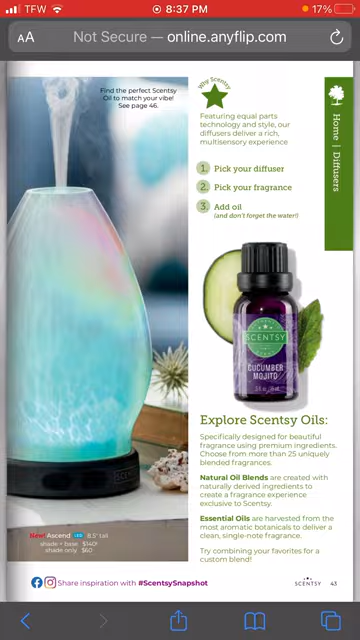 TFW 8:37 PM 17%
AA Not Secure — online.anyflip.com
Find the perfect Scentsy
Oil to match your vibe!
See page 46.
Why Scentsy
Featuring equal parts
technology and style, our
diffusers deliver a rich,
multisensory experience
1 Pick your diffuser
2 Pick your fragrance
3 Add oil
(and don't forget the water!)
Home | Diffusers
SCENTSY
CUCUMBER
MOJITO
Explore Scentsy Oils:
Specifically designed for beautiful
fragrance using premium ingredients.
Choose from more than 25 uniquely
blended fragrances.
Natural Oil Blends are created with
naturally derived ingredients to
create a fragrance experience
exclusive to Scentsy.
Essential Oils are harvested from the
most aromatic botanicals to deliver a
clean, single-note fragrance.
Try combining your favorites for a
custom blend!
SCENTSY
New! Ascend LED 8.5" tall
shade + base $140!
shade only $60
Share inspiration with #ScentsySnapshot
SCENTSY 43